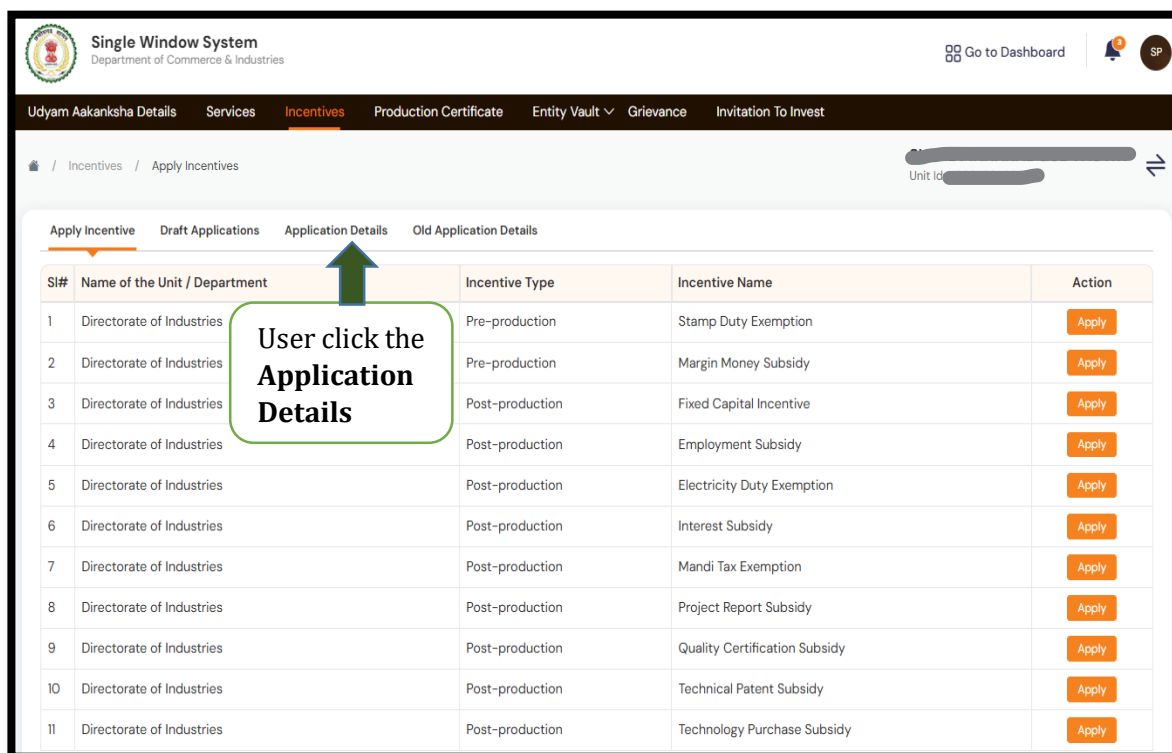 Single Window System
Department of Commerce & Industries
Go to Dashboard
3
SP
Udyam Aakanksha Details Services Incentives Production Certificate Entity Vault Grievance Invitation To Invest
/ Incentives / Apply Incentives
Unit Id
Apply Incentive Draft Applications Application Details Old Application Details
Sl# Name of the Unit / Department Incentive Type Incentive Name Action
1 Directorate of Industries Pre-production Stamp Duty Exemption Apply
2 Directorate of Industries Pre-production Margin Money Subsidy Apply
3 Directorate of Industries Post-production Fixed Capital Incentive Apply
4 Directorate of Industries Post-production Employment Subsidy Apply
5 Directorate of Industries Post-production Electricity Duty Exemption Apply
6 Directorate of Industries Post-production Interest Subsidy Apply
7 Directorate of Industries Post-production Mandi Tax Exemption Apply
8 Directorate of Industries Post-production Project Report Subsidy Apply
9 Directorate of Industries Post-production Quality Certification Subsidy Apply
10 Directorate of Industries Post-production Technical Patent Subsidy Apply
11 Directorate of Industries Post-production Technology Purchase Subsidy Apply
User click the
Application
Details